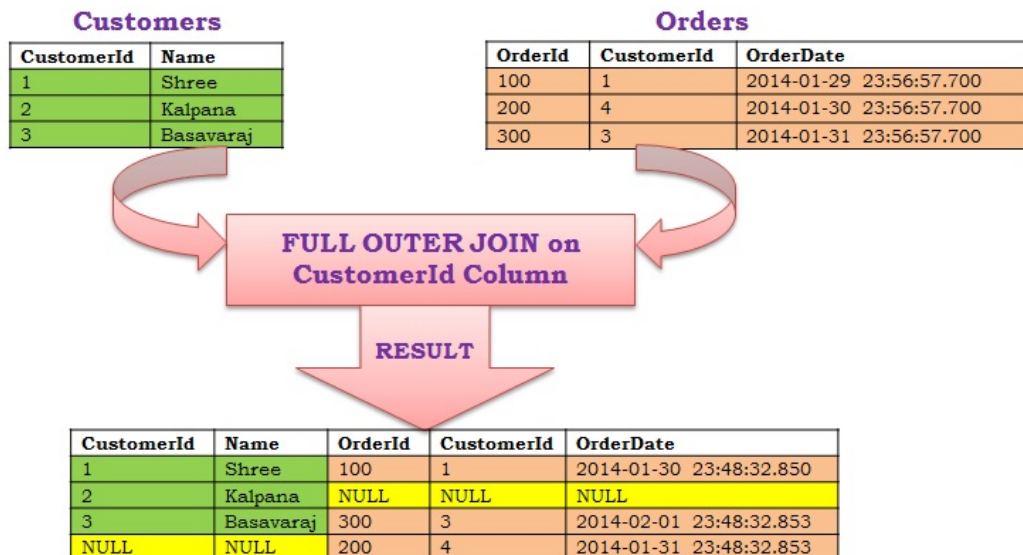 Customers
CustomerId Name
1 Shree
2 Kalpana
3 Basavaraj
Orders
OrderId CustomerId OrderDate
100 1 2014-01-29 23:56:57.700
200 4 2014-01-30 23:56:57.700
300 3 2014-01-31 23:56:57.700
FULL OUTER JOIN on
CustomerId Column
RESULT
CustomerId Name OrderId CustomerId OrderDate
1 Shree 100 1 2014-01-30 23:48:32.850
2 Kalpana NULL NULL NULL
3 Basavaraj 300 3 2014-02-01 23:48:32.853
NULL NULL 200 4 2014-01-31 23:48:32.853